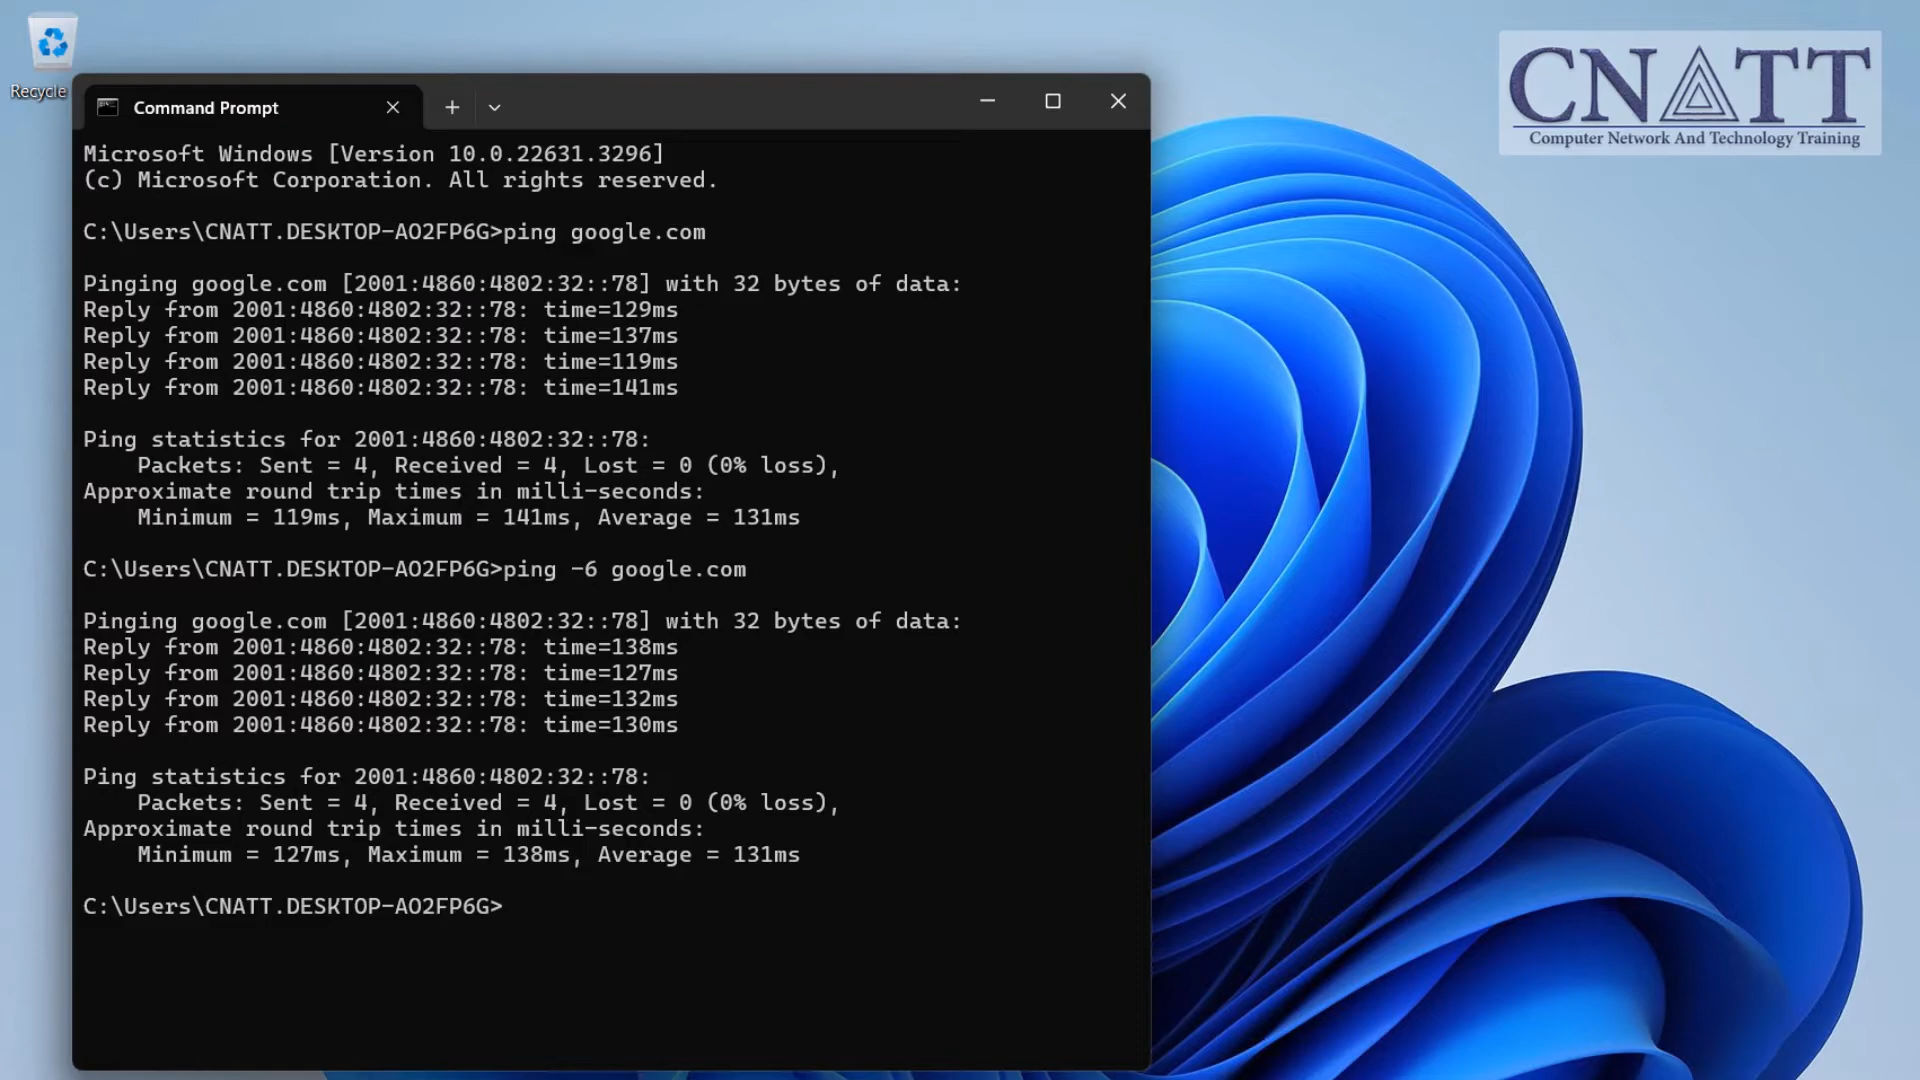 Recycle
CNATT
Computer Network And Technology Training
Command Prompt
Microsoft Windows [Version 10.0.22631.3296]
(c) Microsoft Corporation. All rights reserved.
C:\Users\CNATT.DESKTOP-AO2FP6G>ping google.com
Pinging google.com [2001:4860:4802:32::78] with 32 bytes of data:
Reply from 2001:4860:4802:32::78: time=129ms
Reply from 2001:4860:4802:32::78: time=137ms
Reply from 2001:4860:4802:32::78: time=119ms
Reply from 2001:4860:4802:32::78: time=141ms
Ping statistics for 2001:4860:4802:32::78:
    Packets: Sent = 4, Received = 4, Lost = 0 (0% loss),
Approximate round trip times in milli-seconds:
    Minimum = 119ms, Maximum = 141ms, Average = 131ms
C:\Users\CNATT.DESKTOP-AO2FP6G>ping -6 google.com
Pinging google.com [2001:4860:4802:32::78] with 32 bytes of data:
Reply from 2001:4860:4802:32::78: time=138ms
Reply from 2001:4860:4802:32::78: time=127ms
Reply from 2001:4860:4802:32::78: time=132ms
Reply from 2001:4860:4802:32::78: time=130ms
Ping statistics for 2001:4860:4802:32::78:
    Packets: Sent = 4, Received = 4, Lost = 0 (0% loss),
Approximate round trip times in milli-seconds:
    Minimum = 127ms, Maximum = 138ms, Average = 131ms
C:\Users\CNATT.DESKTOP-AO2FP6G>